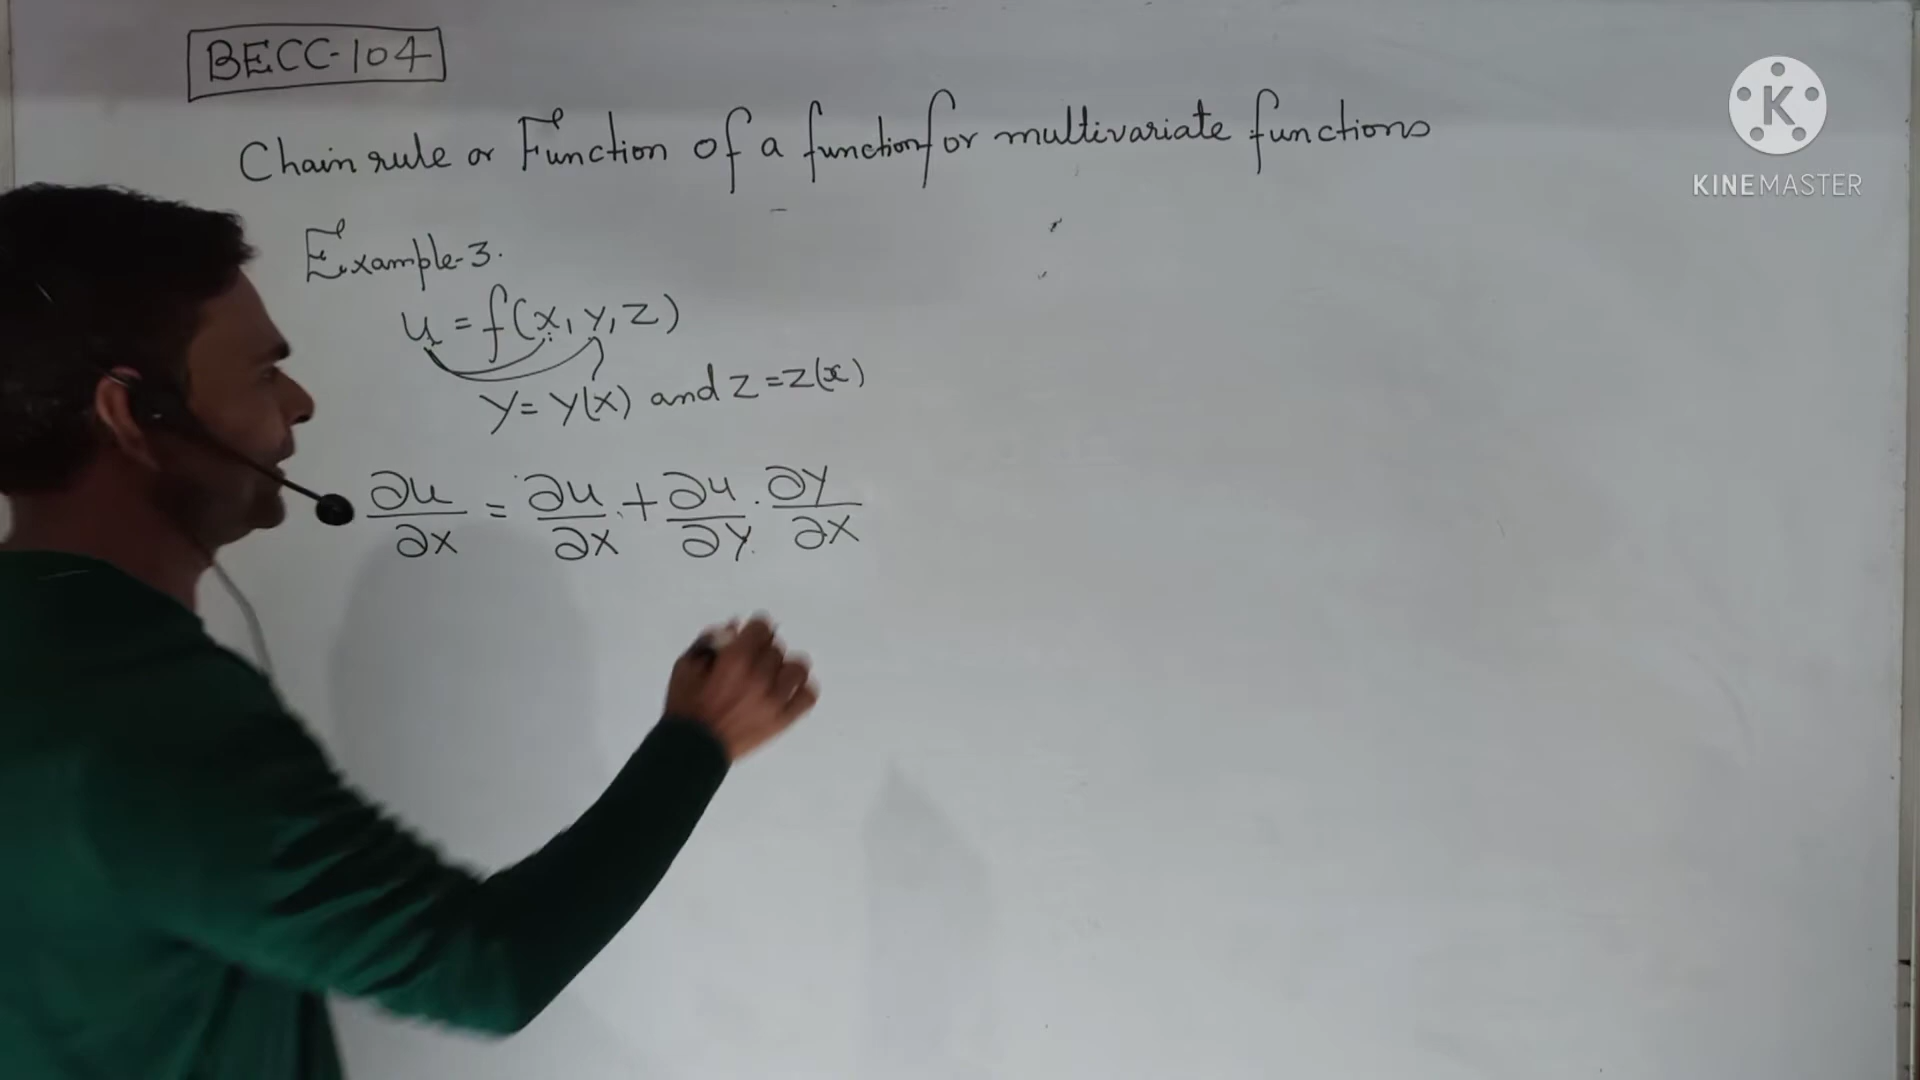 BECC-104
K
KINEMASTER
Chain rule or Function of a function for multivariate functions
Example-3.
u = f(x, y, z)
y = y(x) and z = z(x)
∂u/∂x = ∂u/∂x + ∂u/∂y · ∂y/∂x